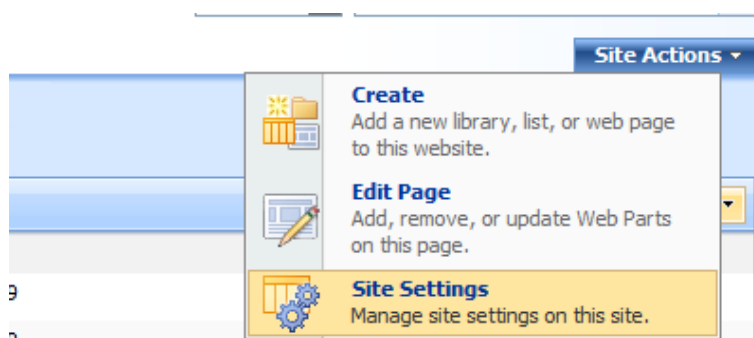 Site Actions
Create
Add a new library, list, or web page
to this website.
Edit Page
Add, remove, or update Web Parts
on this page.
Site Settings
Manage site settings on this site.
9